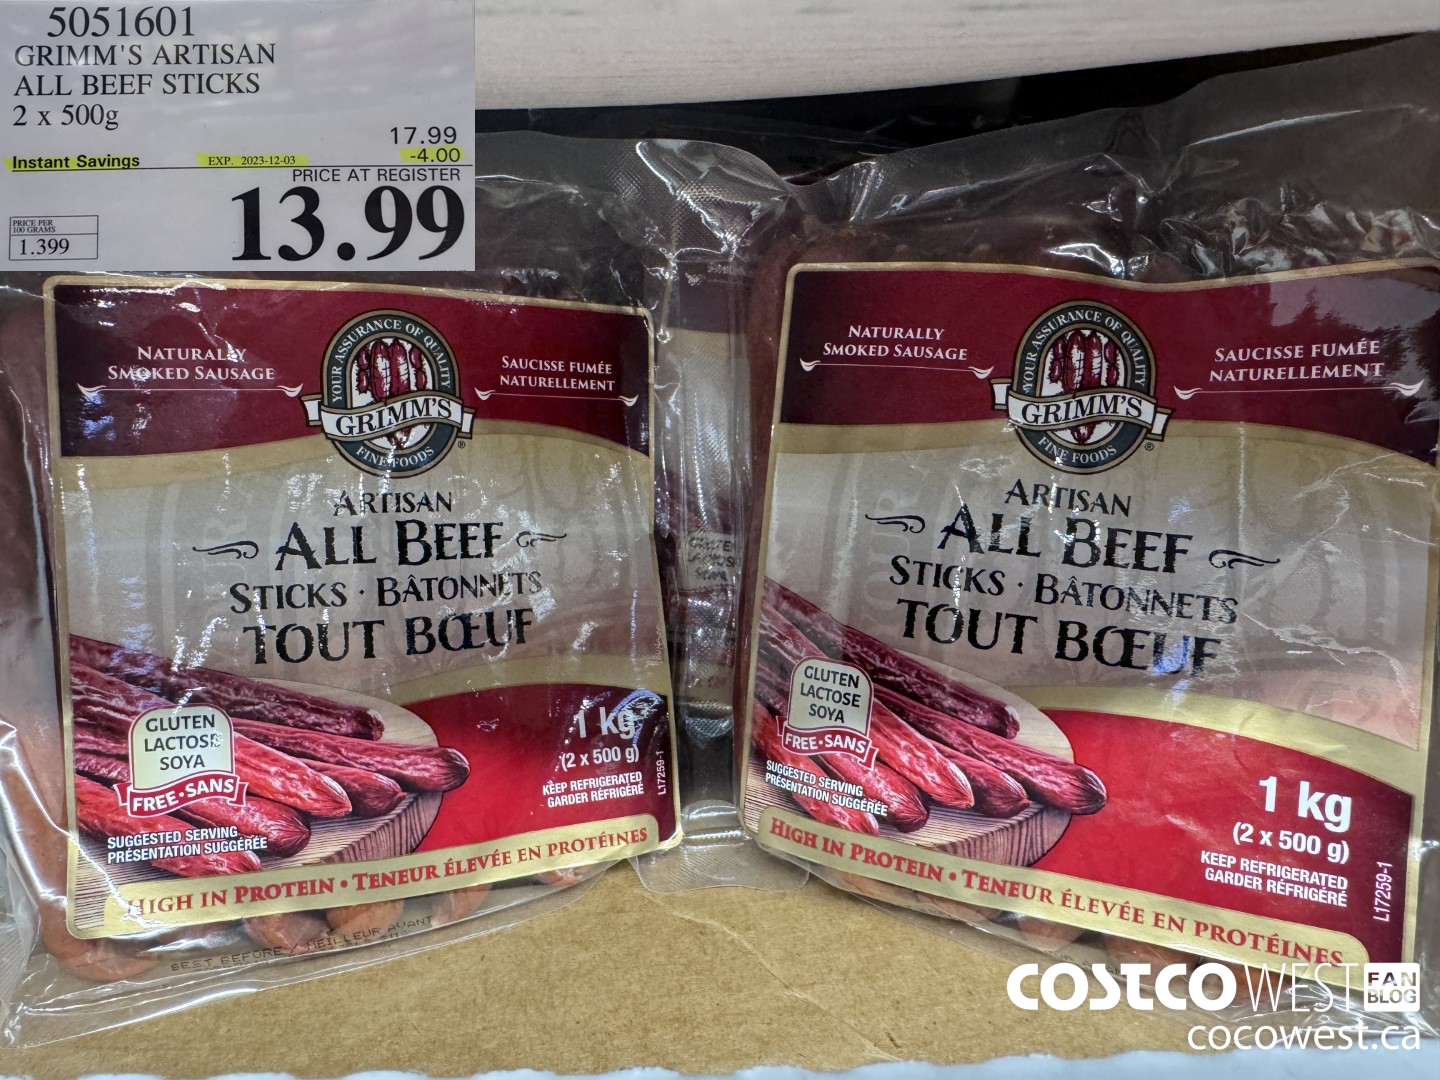 5051601
GRIMM'S ARTISAN
ALL BEEF STICKS
2 x 500g
17.99
Instant Savings EXP. 2023-12-03 -4.00
PRICE AT REGISTER
13.99
PRICE PER
100 GRAMS
1.399
NATURALLY
SMOKED SAUSAGE
YOUR ASSURANCE OF QUALITY
GRIMM'S
FINE FOODS
®
SAUCISSE FUMÉE
NATURELLEMENT
ARTISAN
ALL BEEF
STICKS · BÂTONNETS
TOUT BŒUF
GLUTEN
LACTOSE
SOYA
FREE•SANS
SUGGESTED SERVING
PRÉSENTATION SUGGÉRÉE
1 kg
(2 x 500 g)
KEEP REFRIGERATED
GARDER RÉFRIGÉRÉ
L17259-1
HIGH IN PROTEIN • TENEUR ÉLEVÉE EN PROTÉINES
BEST BEFORE / MEILLEUR AVANT
NATURALLY
SMOKED SAUSAGE
YOUR ASSURANCE OF QUALITY
GRIMM'S
FINE FOODS
®
SAUCISSE FUMÉE
NATURELLEMENT
ARTISAN
ALL BEEF
STICKS · BÂTONNETS
TOUT BŒUF
GLUTEN
LACTOSE
SOYA
FREE•SANS
SUGGESTED SERVING
PRÉSENTATION SUGGÉRÉE
1 kg
(2 x 500 g)
KEEP REFRIGERATED
GARDER RÉFRIGÉRÉ
L17259-1
HIGH IN PROTEIN • TENEUR ÉLEVÉE EN PROTÉINES
COSTCO WEST FAN BLOG
cocowest.ca